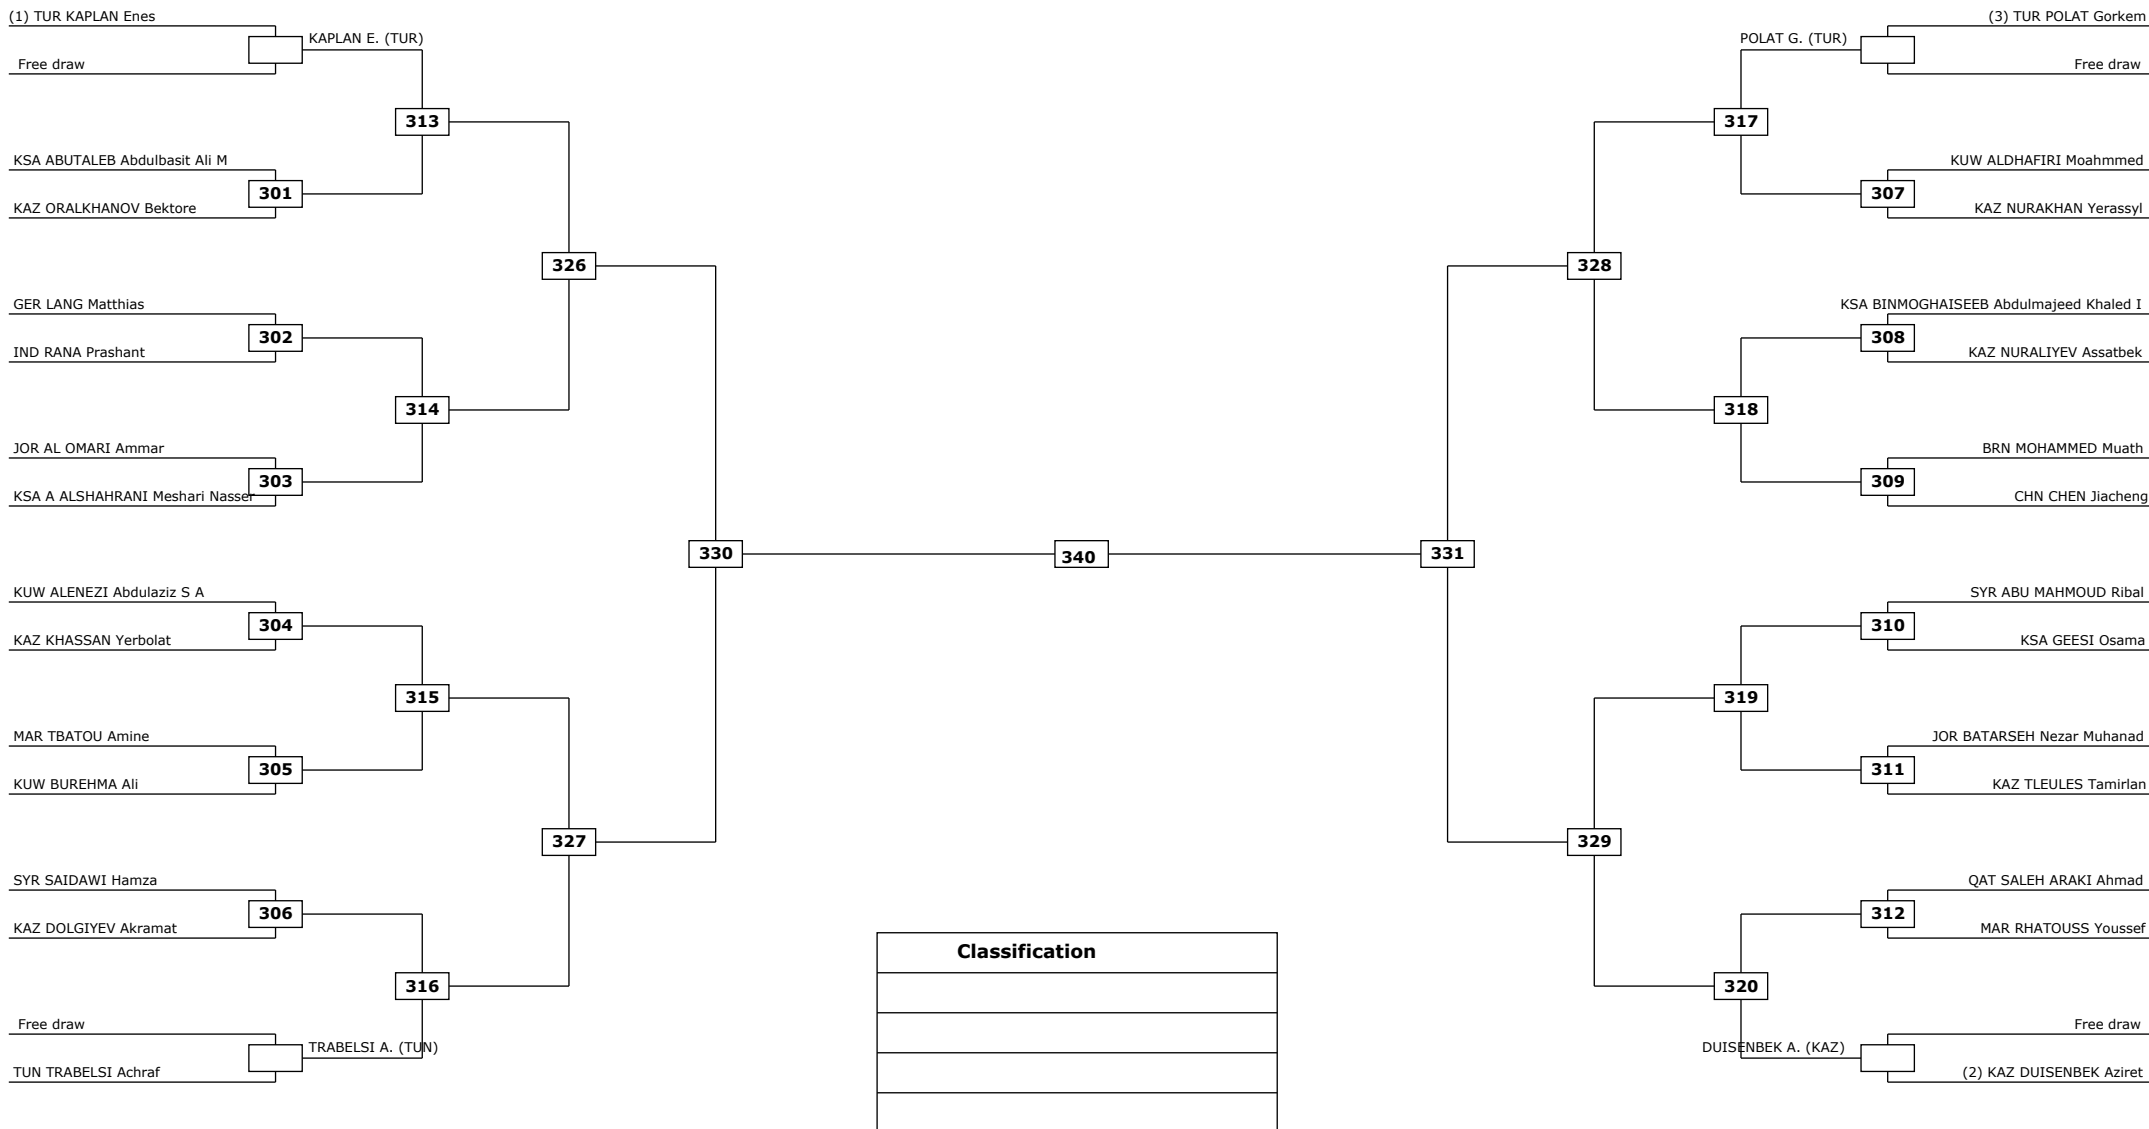 (1) TUR KAPLAN Enes
KAPLAN E. (TUR)
Free draw
313
KSA ABUTALEB Abdulbasit Ali M
301
KAZ ORALKHANOV Bektore
326
GER LANG Matthias
302
IND RANA Prashant
314
JOR AL OMARI Ammar
303
KSA A ALSHAHRANI Meshari Nasser
330
KUW ALENEZI Abdulaziz S A
304
KAZ KHASSAN Yerbolat
315
MAR TBATOU Amine
305
KUW BUREHMA Ali
327
SYR SAIDAWI Hamza
306
KAZ DOLGIYEV Akramat
316
Free draw
TRABELSI A. (TUN)
TUN TRABELSI Achraf
340
(3) TUR POLAT Gorkem
POLAT G. (TUR)
Free draw
317
KUW ALDHAFIRI Moahmmed
307
KAZ NURAKHAN Yerassyl
328
KSA BINMOGHAISEEB Abdulmajeed Khaled I
308
KAZ NURALIYEV Assatbek
318
BRN MOHAMMED Muath
309
CHN CHEN Jiacheng
331
SYR ABU MAHMOUD Ribal
310
KSA GEESI Osama
319
JOR BATARSEH Nezar Muhanad
311
KAZ TLEULES Tamirlan
329
QAT SALEH ARAKI Ahmad
312
MAR RHATOUSS Youssef
320
Free draw
DUISENBEK A. (KAZ)
(2) KAZ DUISENBEK Aziret
Classification